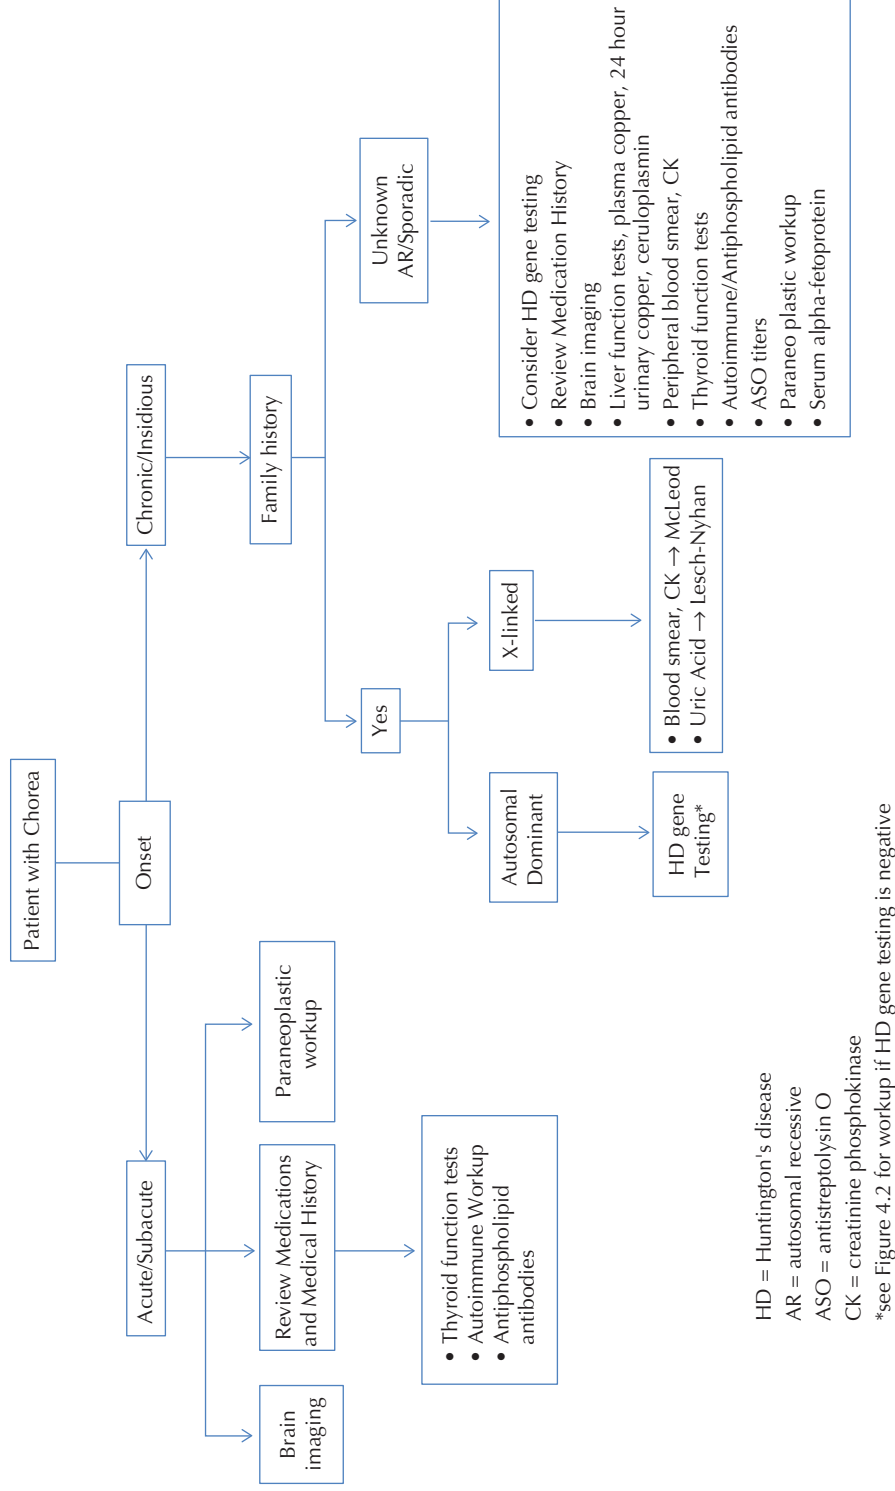 Patient with Chorea
Onset
Acute/Subacute
Chronic/Insidious
Brain
imaging
Review Medications
and Medical History
Paraneoplastic
workup
• Thyroid function tests
• Autoimmune Workup
• Antiphospholipid
antibodies
Family history
Yes
Unknown
AR/Sporadic
Autosomal
Dominant
X-linked
HD gene
Testing*
• Blood smear, CK → McLeod
• Uric Acid → Lesch-Nyhan
• Consider HD gene testing
• Review Medication History
• Brain imaging
• Liver function tests, plasma copper, 24 hour
urinary copper, ceruloplasmin
• Peripheral blood smear, CK
• Thyroid function tests
• Autoimmune/Antiphospholipid antibodies
• ASO titers
• Paraneo plastic workup
• Serum alpha-fetoprotein
HD = Huntington's disease
AR = autosomal recessive
ASO = antistreptolysin O
CK = creatinine phosphokinase
*see Figure 4.2 for workup if HD gene testing is negative